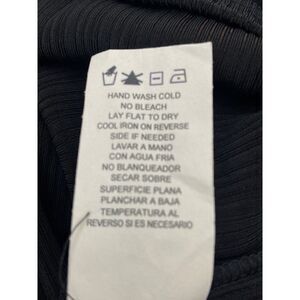 HAND WASH COLD
NO BLEACH
LAY FLAT TO DRY
COOL IRON ON REVERSE
SIDE IF NEEDED
LAVAR A MANO
CON AGUA FRIA
NO BLANQUEADOR
SECAR SOBRE
SUPERFICIE PLANA
PLANCHAR A BAJA
TEMPERATURA AL
REVERSO SI ES NECESARIO